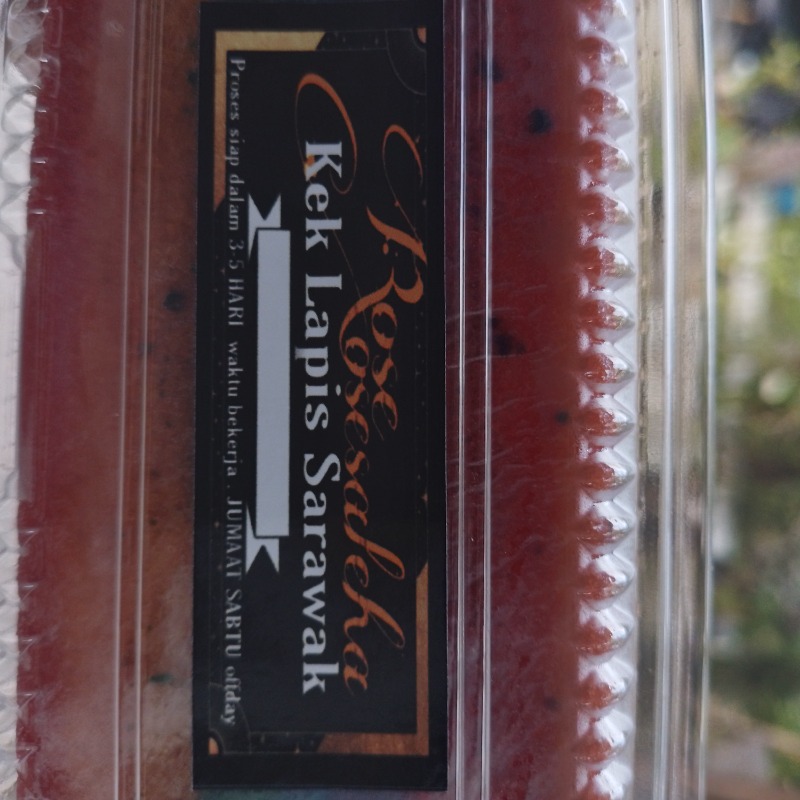 Rose
Rosesaleha
Kek Lapis Sarawak
Proses siap dalam 3-5 HARI waktu bekerja . JUMAAT SABTU offday